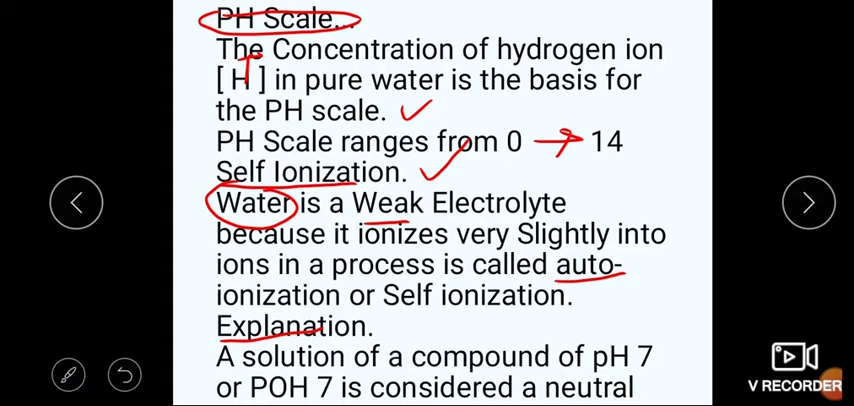 PH Scale...
The Concentration of hydrogen ion
[ H ] in pure water is the basis for
the PH scale.
PH Scale ranges from 0 → 14
Self Ionization.
Water is a Weak Electrolyte
because it ionizes very Slightly into
ions in a process is called auto-
ionization or Self ionization.
Explanation.
A solution of a compound of pH 7
or POH 7 is considered a neutral
V RECORDER